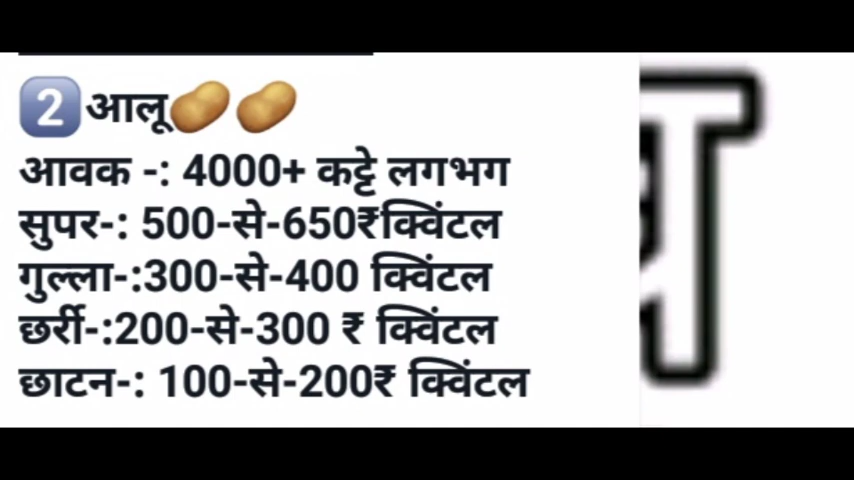 2️⃣आलू🥔🥔
आवक -: 4000+ कट्टे लगभग
सुपर-: 500-से-650₹क्विंटल
गुल्ला-:300-से-400 क्विंटल
छर्री-:200-से-300 ₹ क्विंटल
छाटन-: 100-से-200₹ क्विंटल